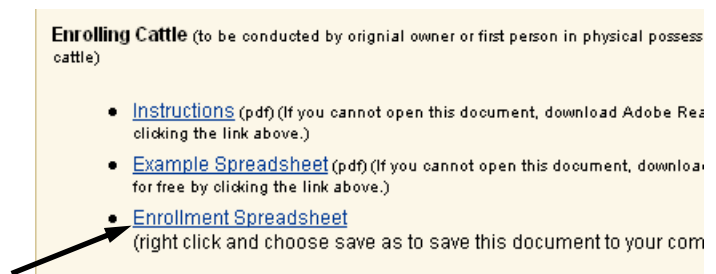 Enrolling Cattle (to be conducted by orignial owner or first person in physical possess
cattle)
• Instructions (pdf) (If you cannot open this document, download Adobe Rea
clicking the link above.)
• Example Spreadsheet (pdf) (If you cannot open this document, downloa
for free by clicking the link above.)
• Enrollment Spreadsheet
(right click and choose save as to save this document to your com